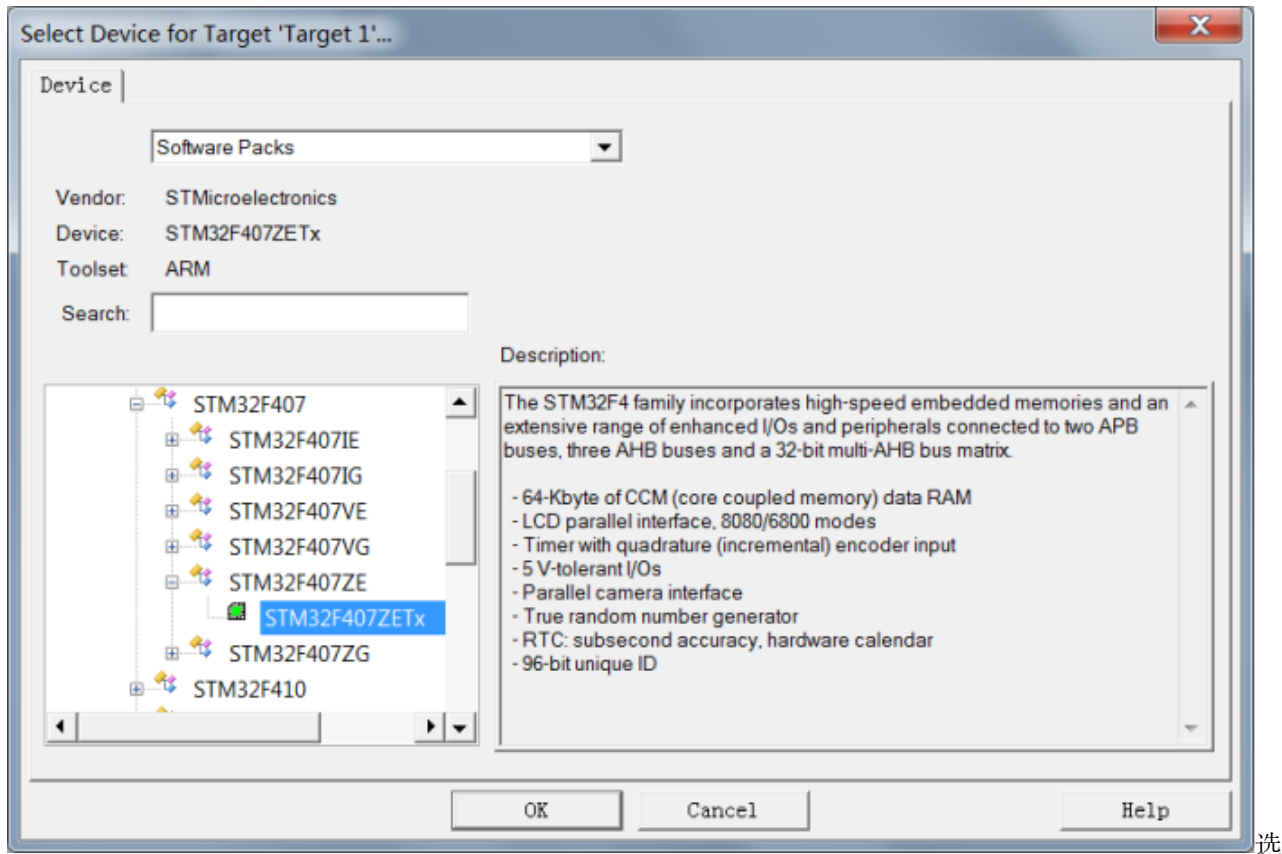 Select Device for Target 'Target 1'...
Device
Software Packs
Vendor: STMicroelectronics
Device: STM32F407ZETx
Toolset: ARM
Search:
Description:
STM32F407
STM32F407IE
STM32F407IG
STM32F407VE
STM32F407VG
STM32F407ZE
STM32F407ZETx
STM32F407ZG
STM32F410
The STM32F4 family incorporates high-speed embedded memories and an
extensive range of enhanced I/Os and peripherals connected to two APB
buses, three AHB buses and a 32-bit multi-AHB bus matrix.
- 64-Kbyte of CCM (core coupled memory) data RAM
- LCD parallel interface, 8080/6800 modes
- Timer with quadrature (incremental) encoder input
- 5 V-tolerant I/Os
- Parallel camera interface
- True random number generator
- RTC: subsecond accuracy, hardware calendar
- 96-bit unique ID
OK Cancel Help
选